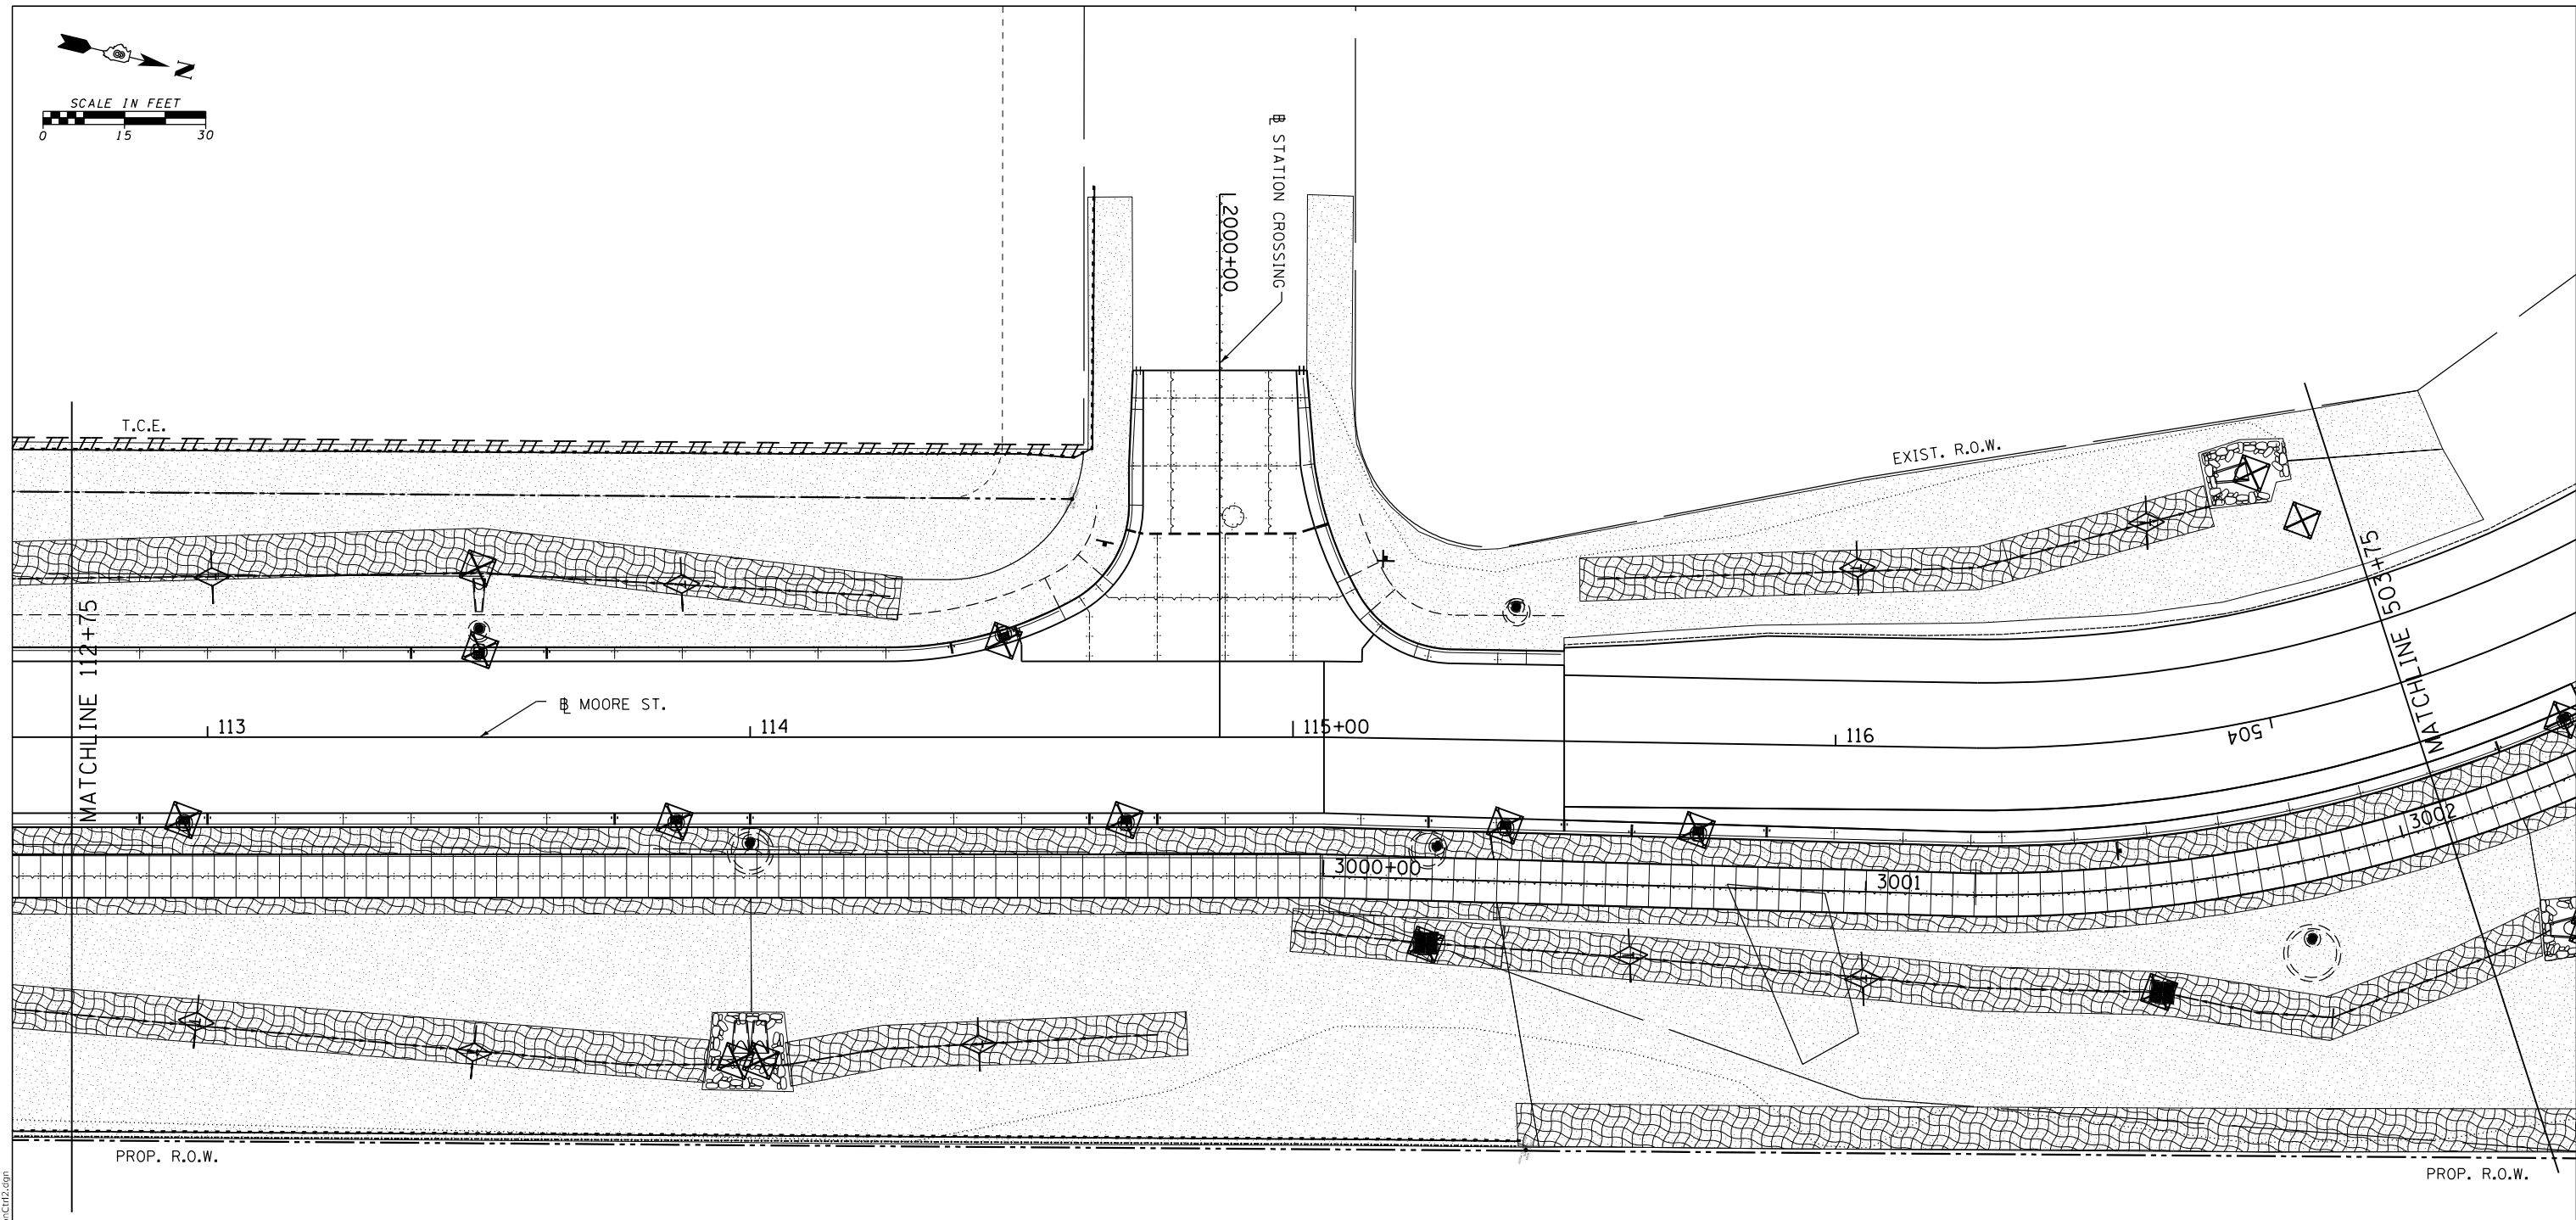 N
SCALE IN FEET
0 15 30
℄ STATION CROSSING
2000+00
T.C.E.
EXIST. R.O.W.
MATCHLINE 112+75
MATCHLINE 503+75
℄ MOORE ST.
113
114
115+00
116
504
3000+00
3001
3002
PROP. R.O.W.
PROP. R.O.W.